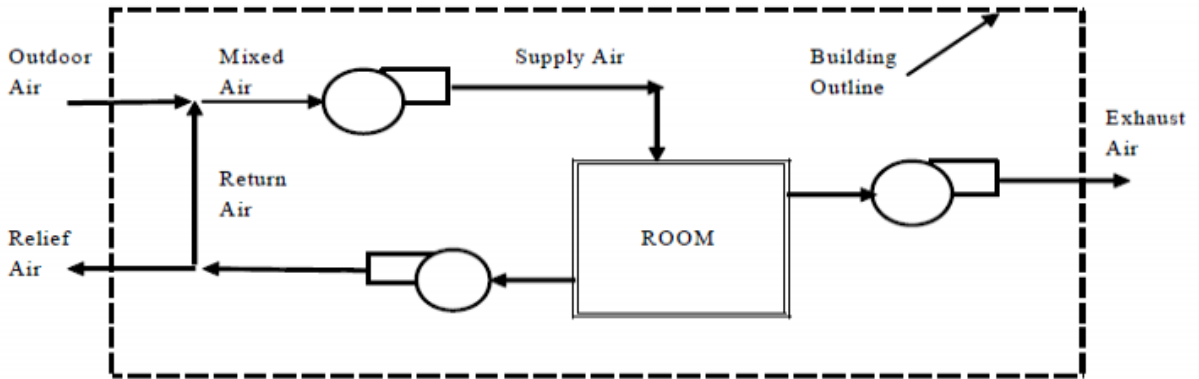 Outdoor
Air
Mixed
Air
Supply Air
Building
Outline
Exhaust
Air
Return
Air
Relief
Air
ROOM